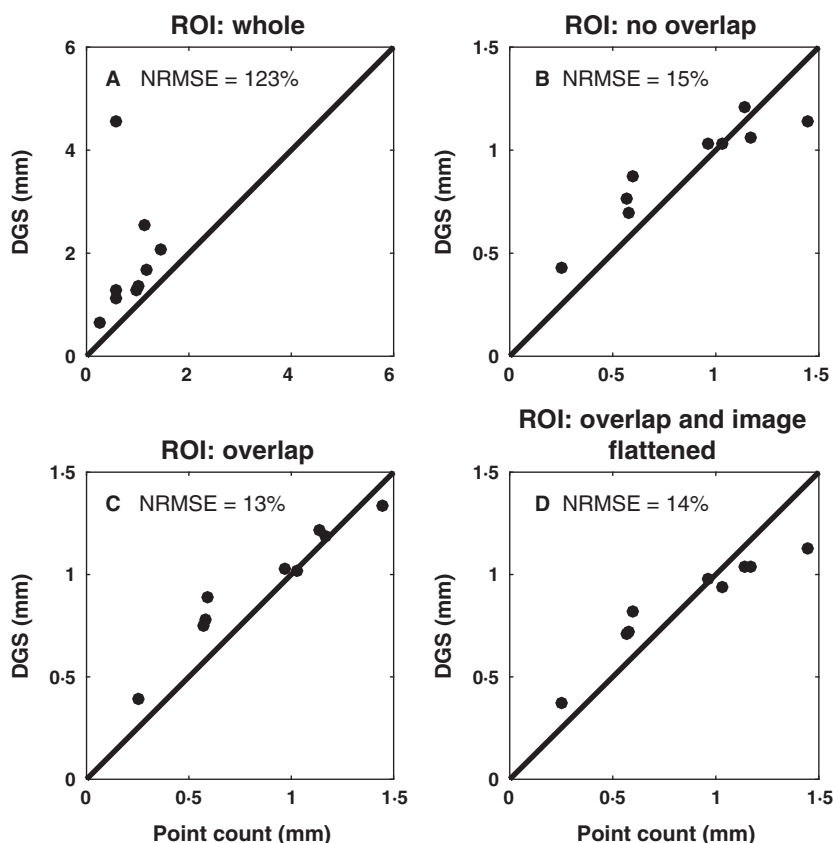 ROI: whole
6
A NRMSE = 123%
4
DGS (mm)
2
0
0 2 4 6
ROI: no overlap
1·5
B NRMSE = 15%
1
DGS (mm)
0·5
0
0 0·5 1 1·5
ROI: overlap
1·5
C NRMSE = 13%
1
DGS (mm)
0·5
0
0 0·5 1 1·5
Point count (mm)
ROI: overlap and image
flattened
1·5
D NRMSE = 14%
1
DGS (mm)
0·5
0
0 0·5 1 1·5
Point count (mm)